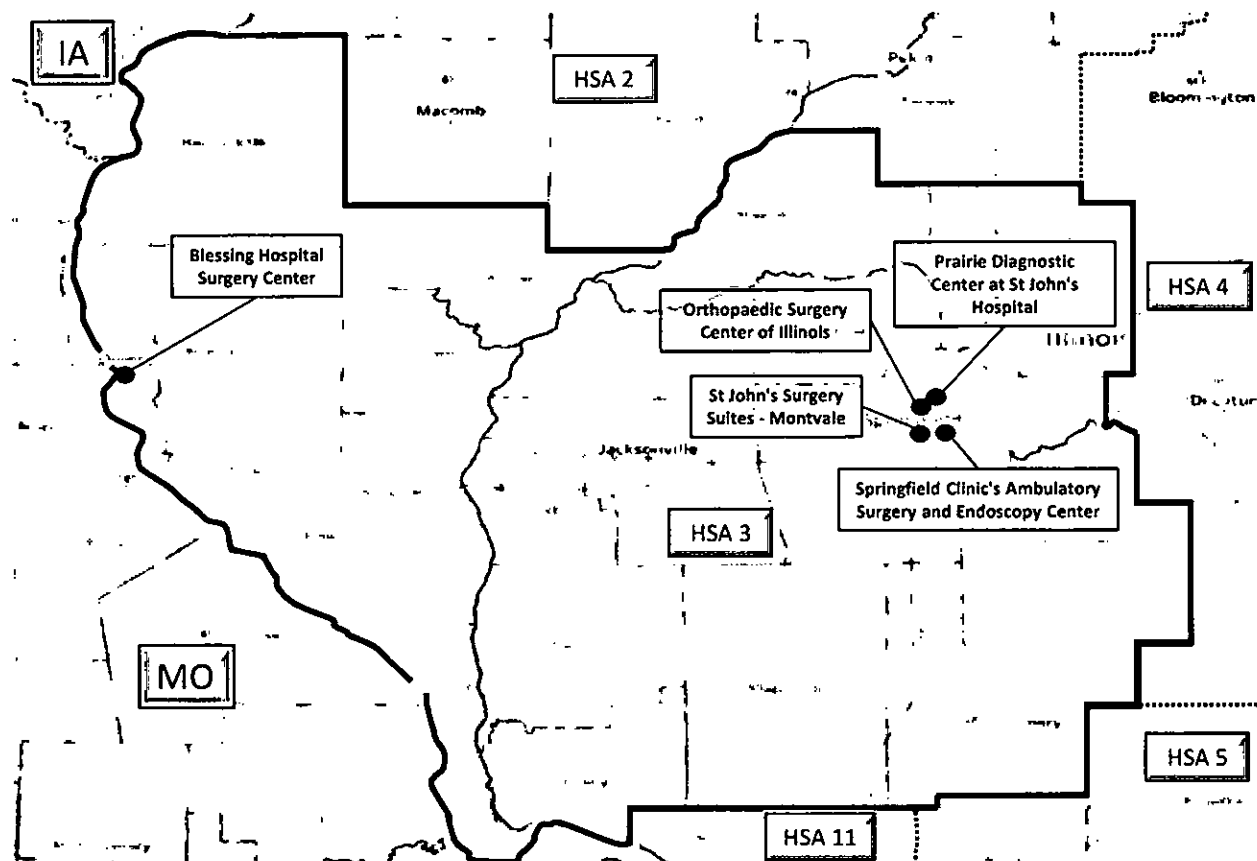 IA
HSA 2
Macomb
Blessing Hospital
Surgery Center
Prairie Diagnostic
Center at St John's
Hospital
HSA 4
Orthopaedic Surgery
Center of Illinois
St John's Surgery
Suites - Montvale
Jacksonville
Springfield Clinic's Ambulatory
Surgery and Endoscopy Center
HSA 3
MO
HSA 5
HSA 11